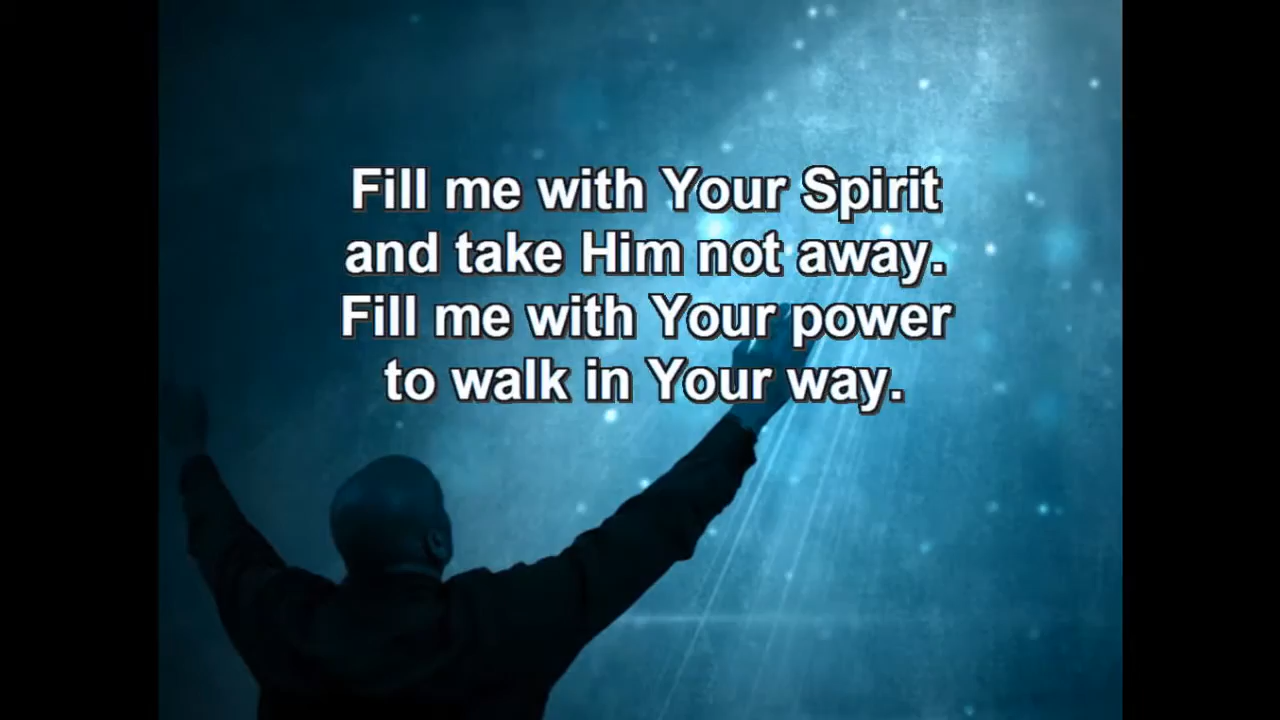 Fill me with Your Spirit
and take Him not away.
Fill me with Your power
to walk in Your way.